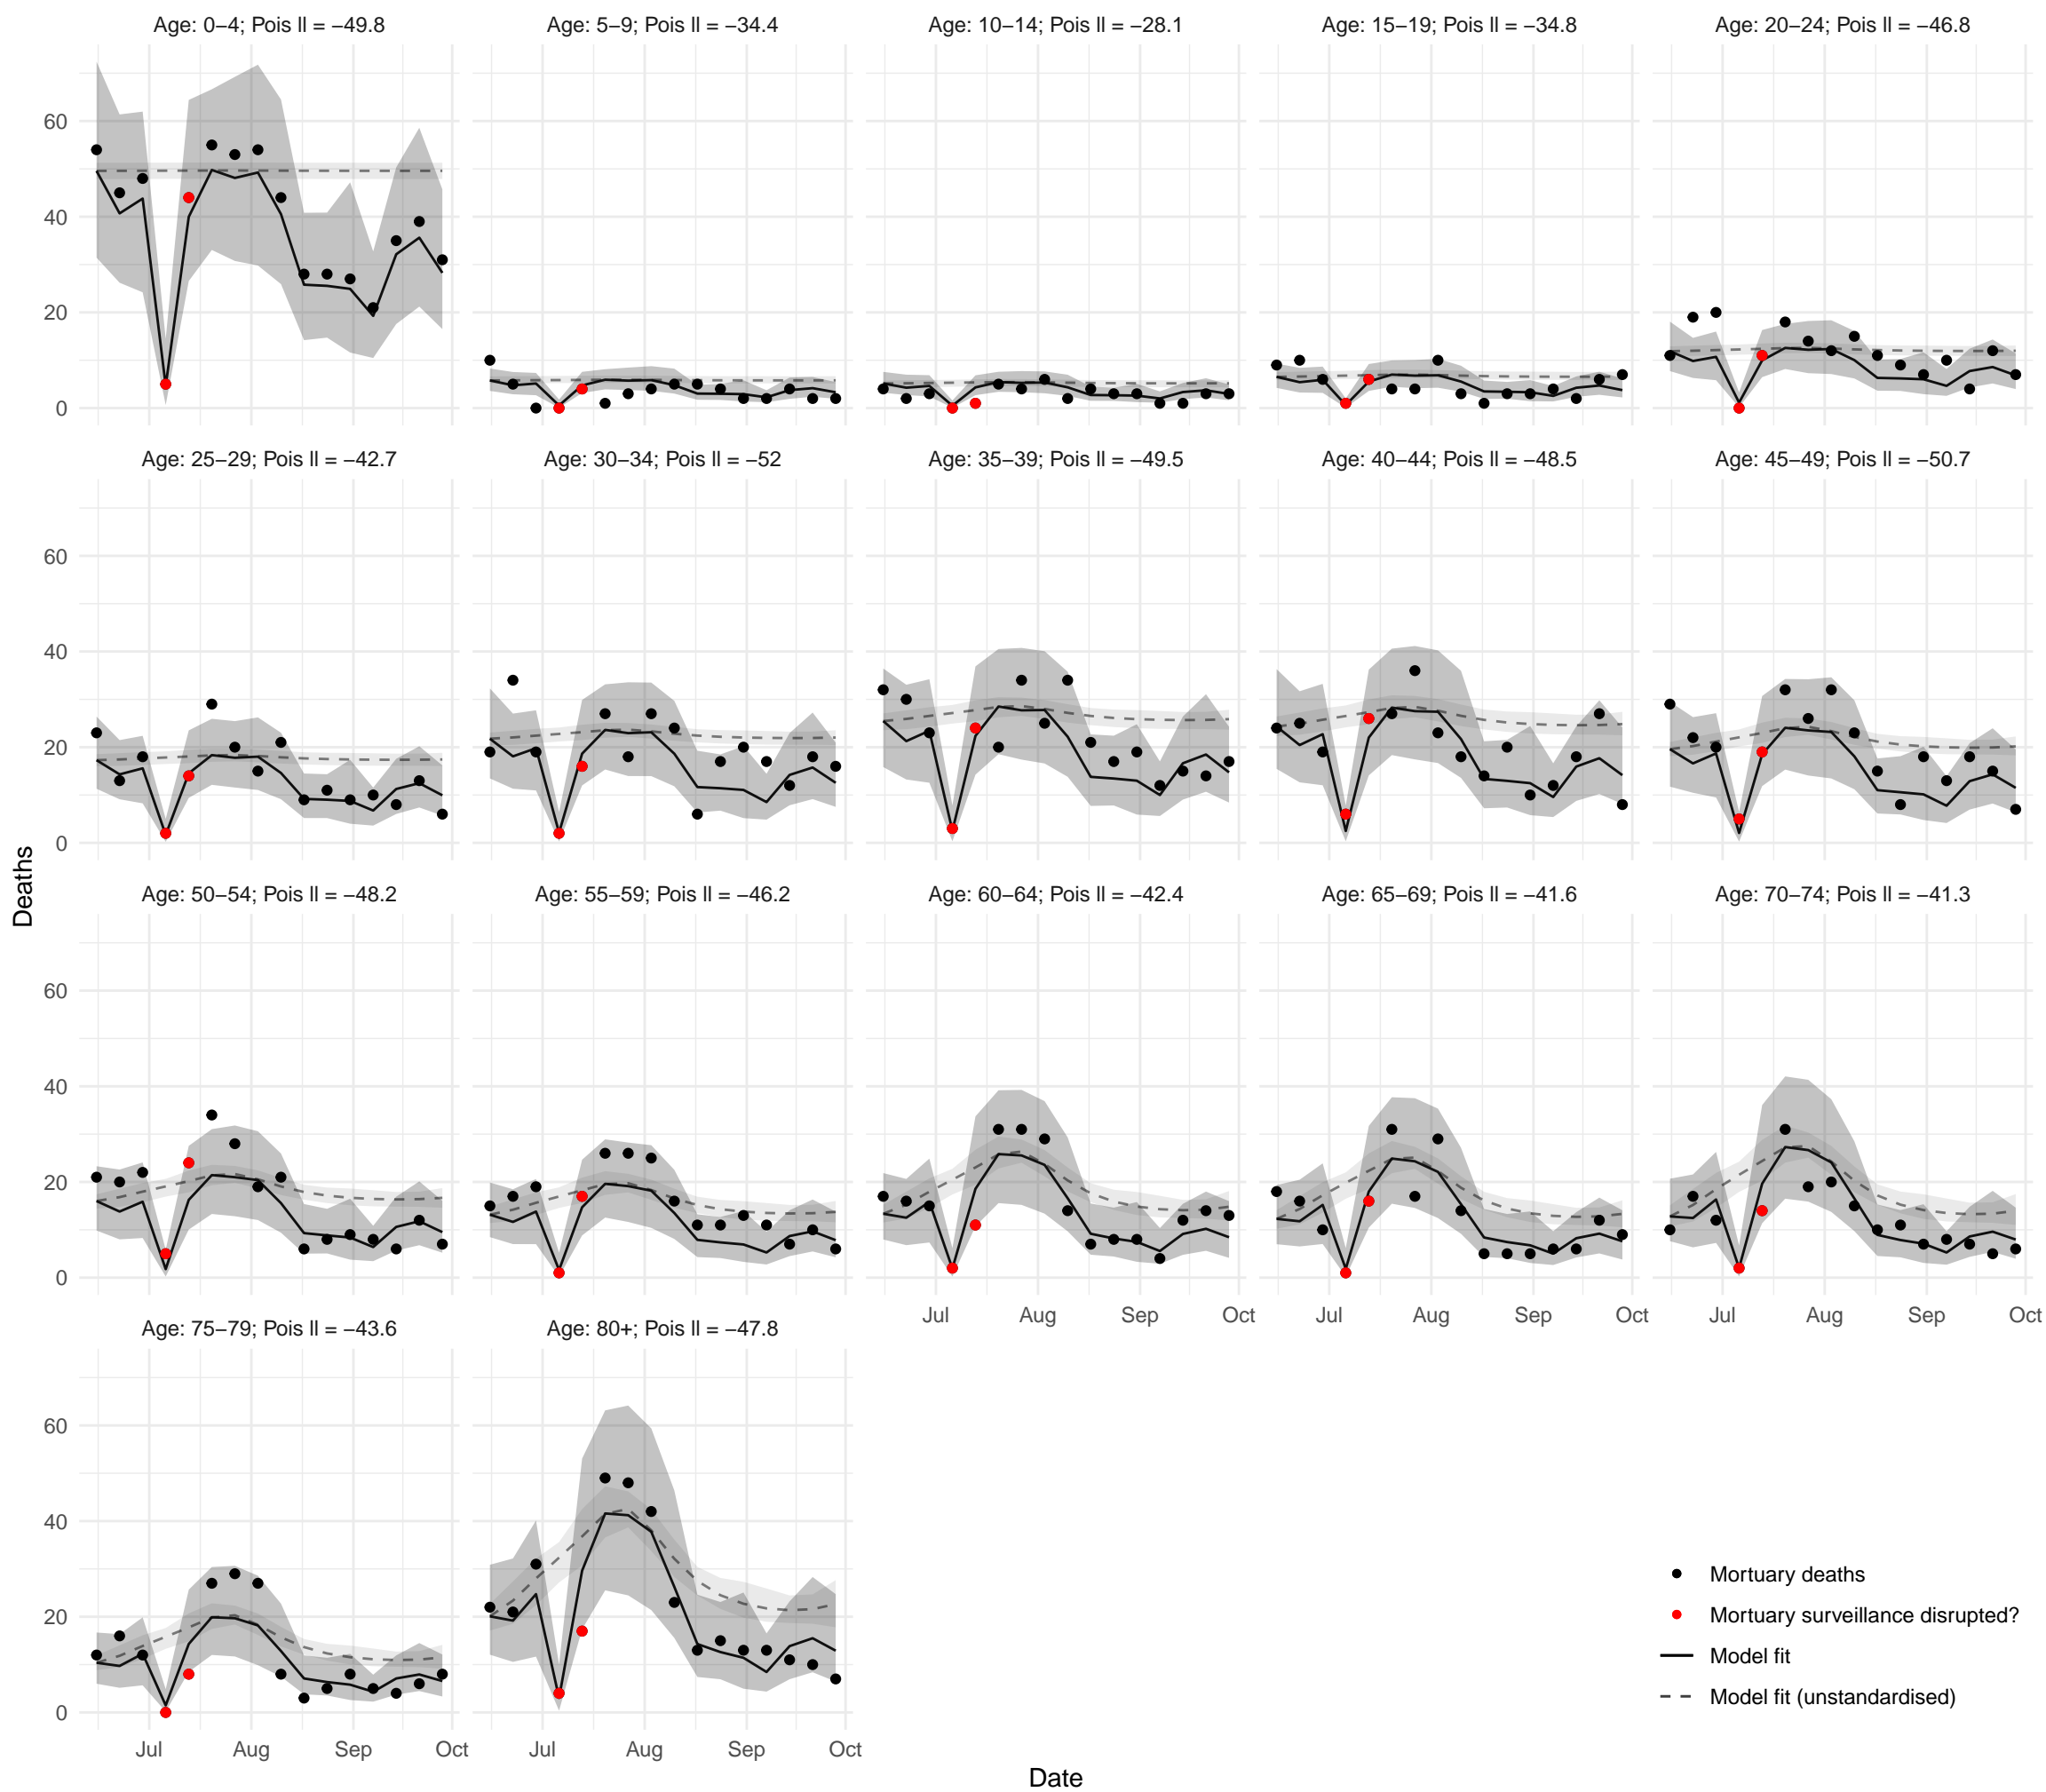 Age: 0−4; Pois ll = −49.8
Age: 5−9; Pois ll = −34.4
Age: 10−14; Pois ll = −28.1
Age: 15−19; Pois ll = −34.8
Age: 20−24; Pois ll = −46.8
60
40
20
0
Age: 25−29; Pois ll = −42.7
Age: 30−34; Pois ll = −52
Age: 35−39; Pois ll = −49.5
Age: 40−44; Pois ll = −48.5
Age: 45−49; Pois ll = −50.7
60
40
20
0
Deaths
Age: 50−54; Pois ll = −48.2
Age: 55−59; Pois ll = −46.2
Age: 60−64; Pois ll = −42.4
Age: 65−69; Pois ll = −41.6
Age: 70−74; Pois ll = −41.3
60
40
20
0
Jul Aug Sep Oct
Jul Aug Sep Oct
Jul Aug Sep Oct
Age: 75−79; Pois ll = −43.6
Age: 80+; Pois ll = −47.8
60
40
20
0
Jul Aug Sep Oct
Jul Aug Sep Oct
Mortuary deaths
Mortuary surveillance disrupted?
Model fit
Model fit (unstandardised)
Date